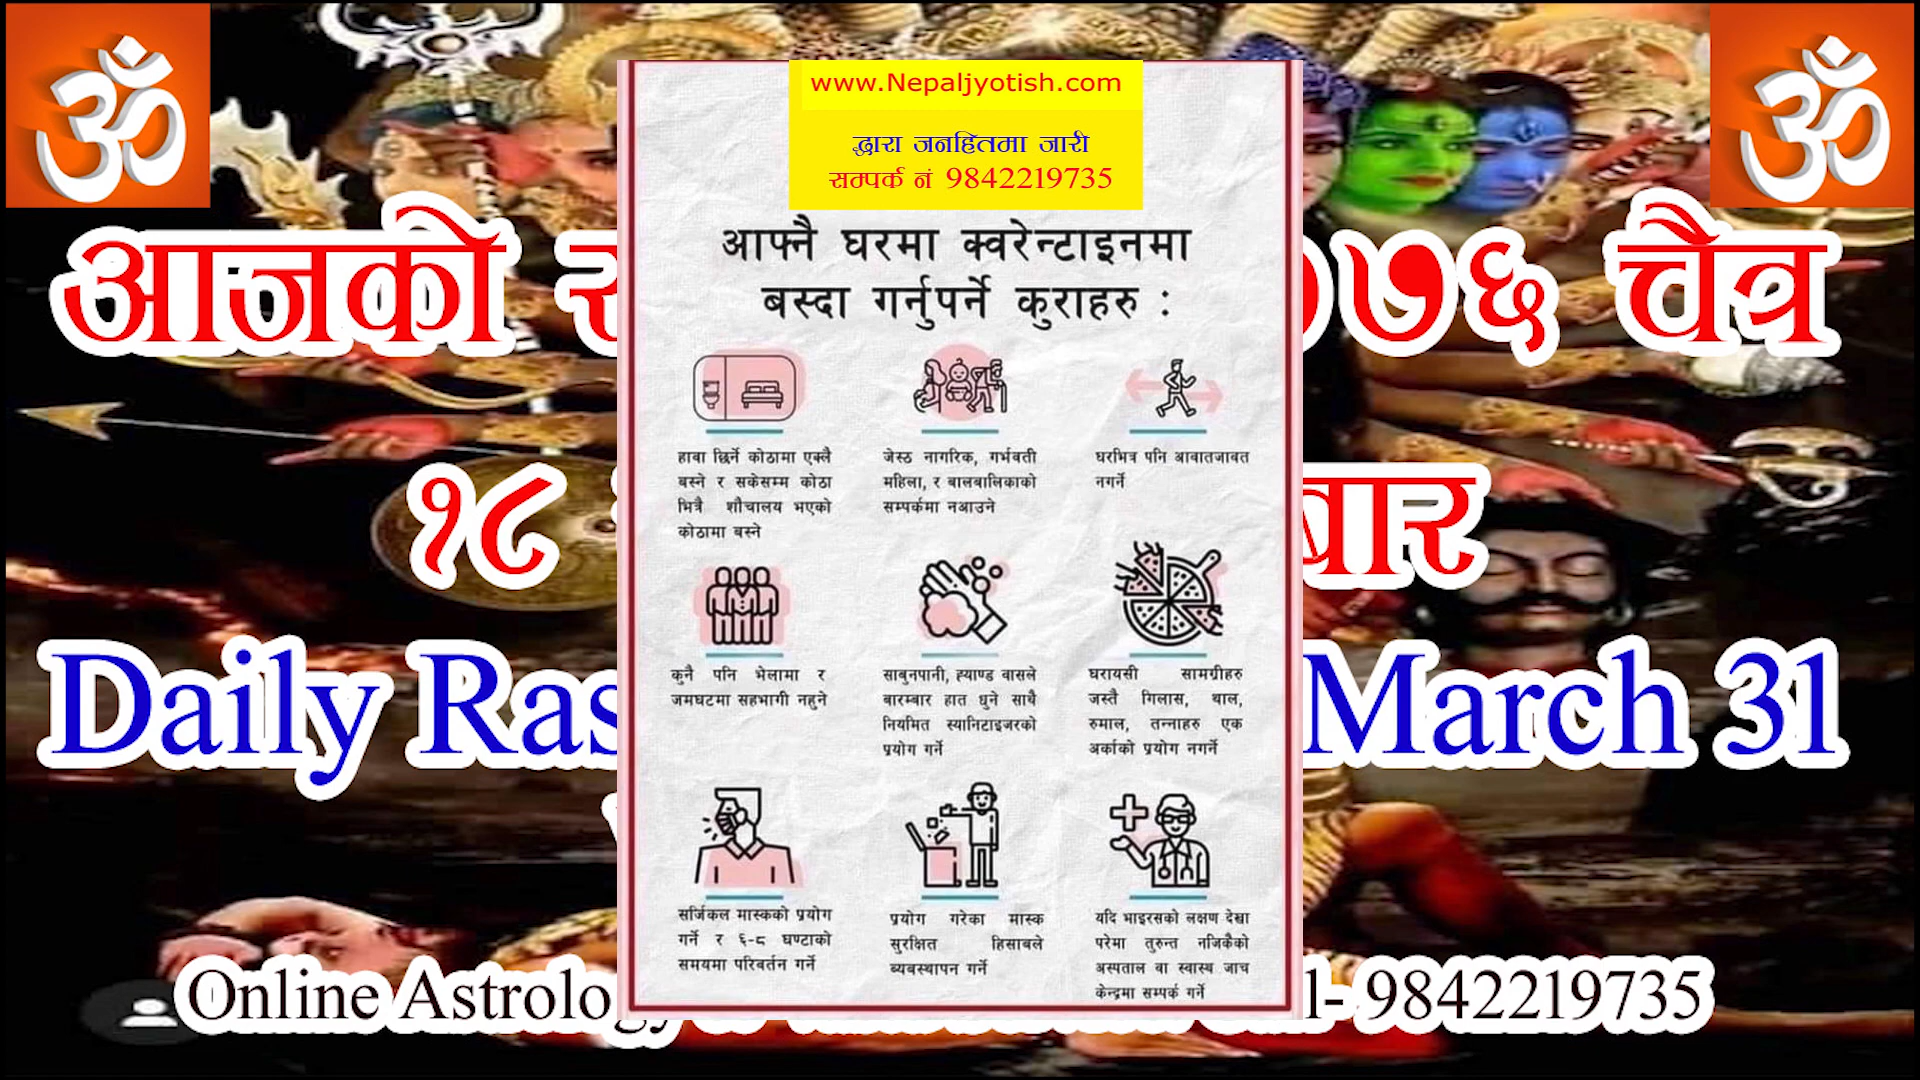 ॐ
ॐ
www.Nepaljyotish.com
द्धारा जनहितमा जारी
सम्पर्क नं 9842219735
आफ्नै घरमा क्वरेन्टाइनमा
बस्दा गर्नुपर्ने कुराहरु :
हावा छिर्ने कोठामा एक्लै
बस्ने र सकेसम्म कोठा
भित्रै शौचालय भएको
कोठामा बस्ने
जेस्ठ नागरिक, गर्भवती
महिला, र बालबालिकाको
सम्पर्कमा नआउने
घरभित्र पनि आवातजावत
नगर्ने
कुनै पनि भेलामा र
जमघटमा सहभागी नहुने
साबुनपानी, ह्याण्ड वासले
बारम्बार हात धुने साथै
नियमित स्यानिटाइजरको
प्रयोग गर्ने
घरायसी सामग्रीहरु
जस्तै गिलास, थाल,
रुमाल, तन्नाहरु एक
अर्काको प्रयोग नगर्ने
सर्जिकल मास्कको प्रयोग
गर्ने र ६-८ घण्टाको
समयमा परिवर्तन गर्ने
प्रयोग गरेका मास्क
सुरक्षित हिसाबले
ब्यबस्थापन गर्ने
यदि भाइरसको लक्षण देखा
परेमा तुरुन्त नजिकैको
अस्पताल वा स्वास्थ जाच
केन्द्रमा सम्पर्क गर्ने
आजको ७६ चैत्र
१८ बार
Daily Ras March 31
Online Astrology 9842219735